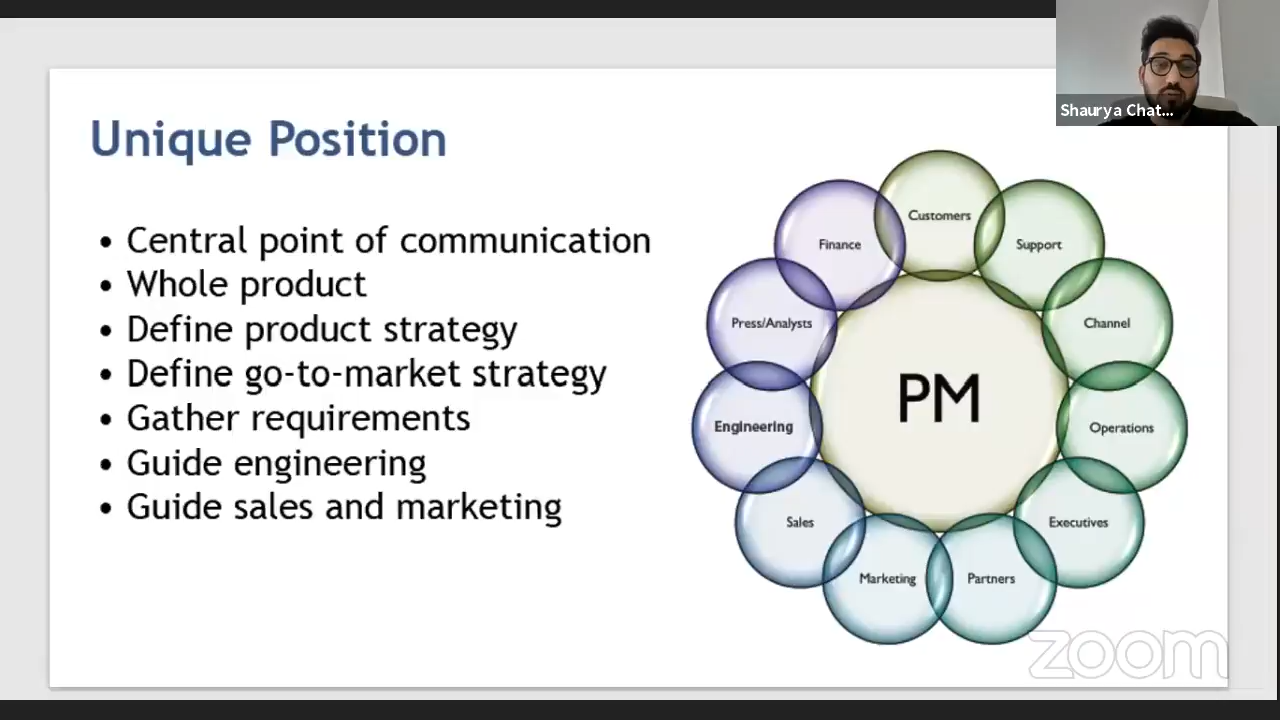 Shaurya Chat...
Unique Position
• Central point of communication
• Whole product
• Define product strategy
• Define go-to-market strategy
• Gather requirements
• Guide engineering
• Guide sales and marketing
Customers
Finance
Support
Press/Analysts
Channel
PM
Engineering
Operations
Sales
Executives
Marketing
Partners
zoom